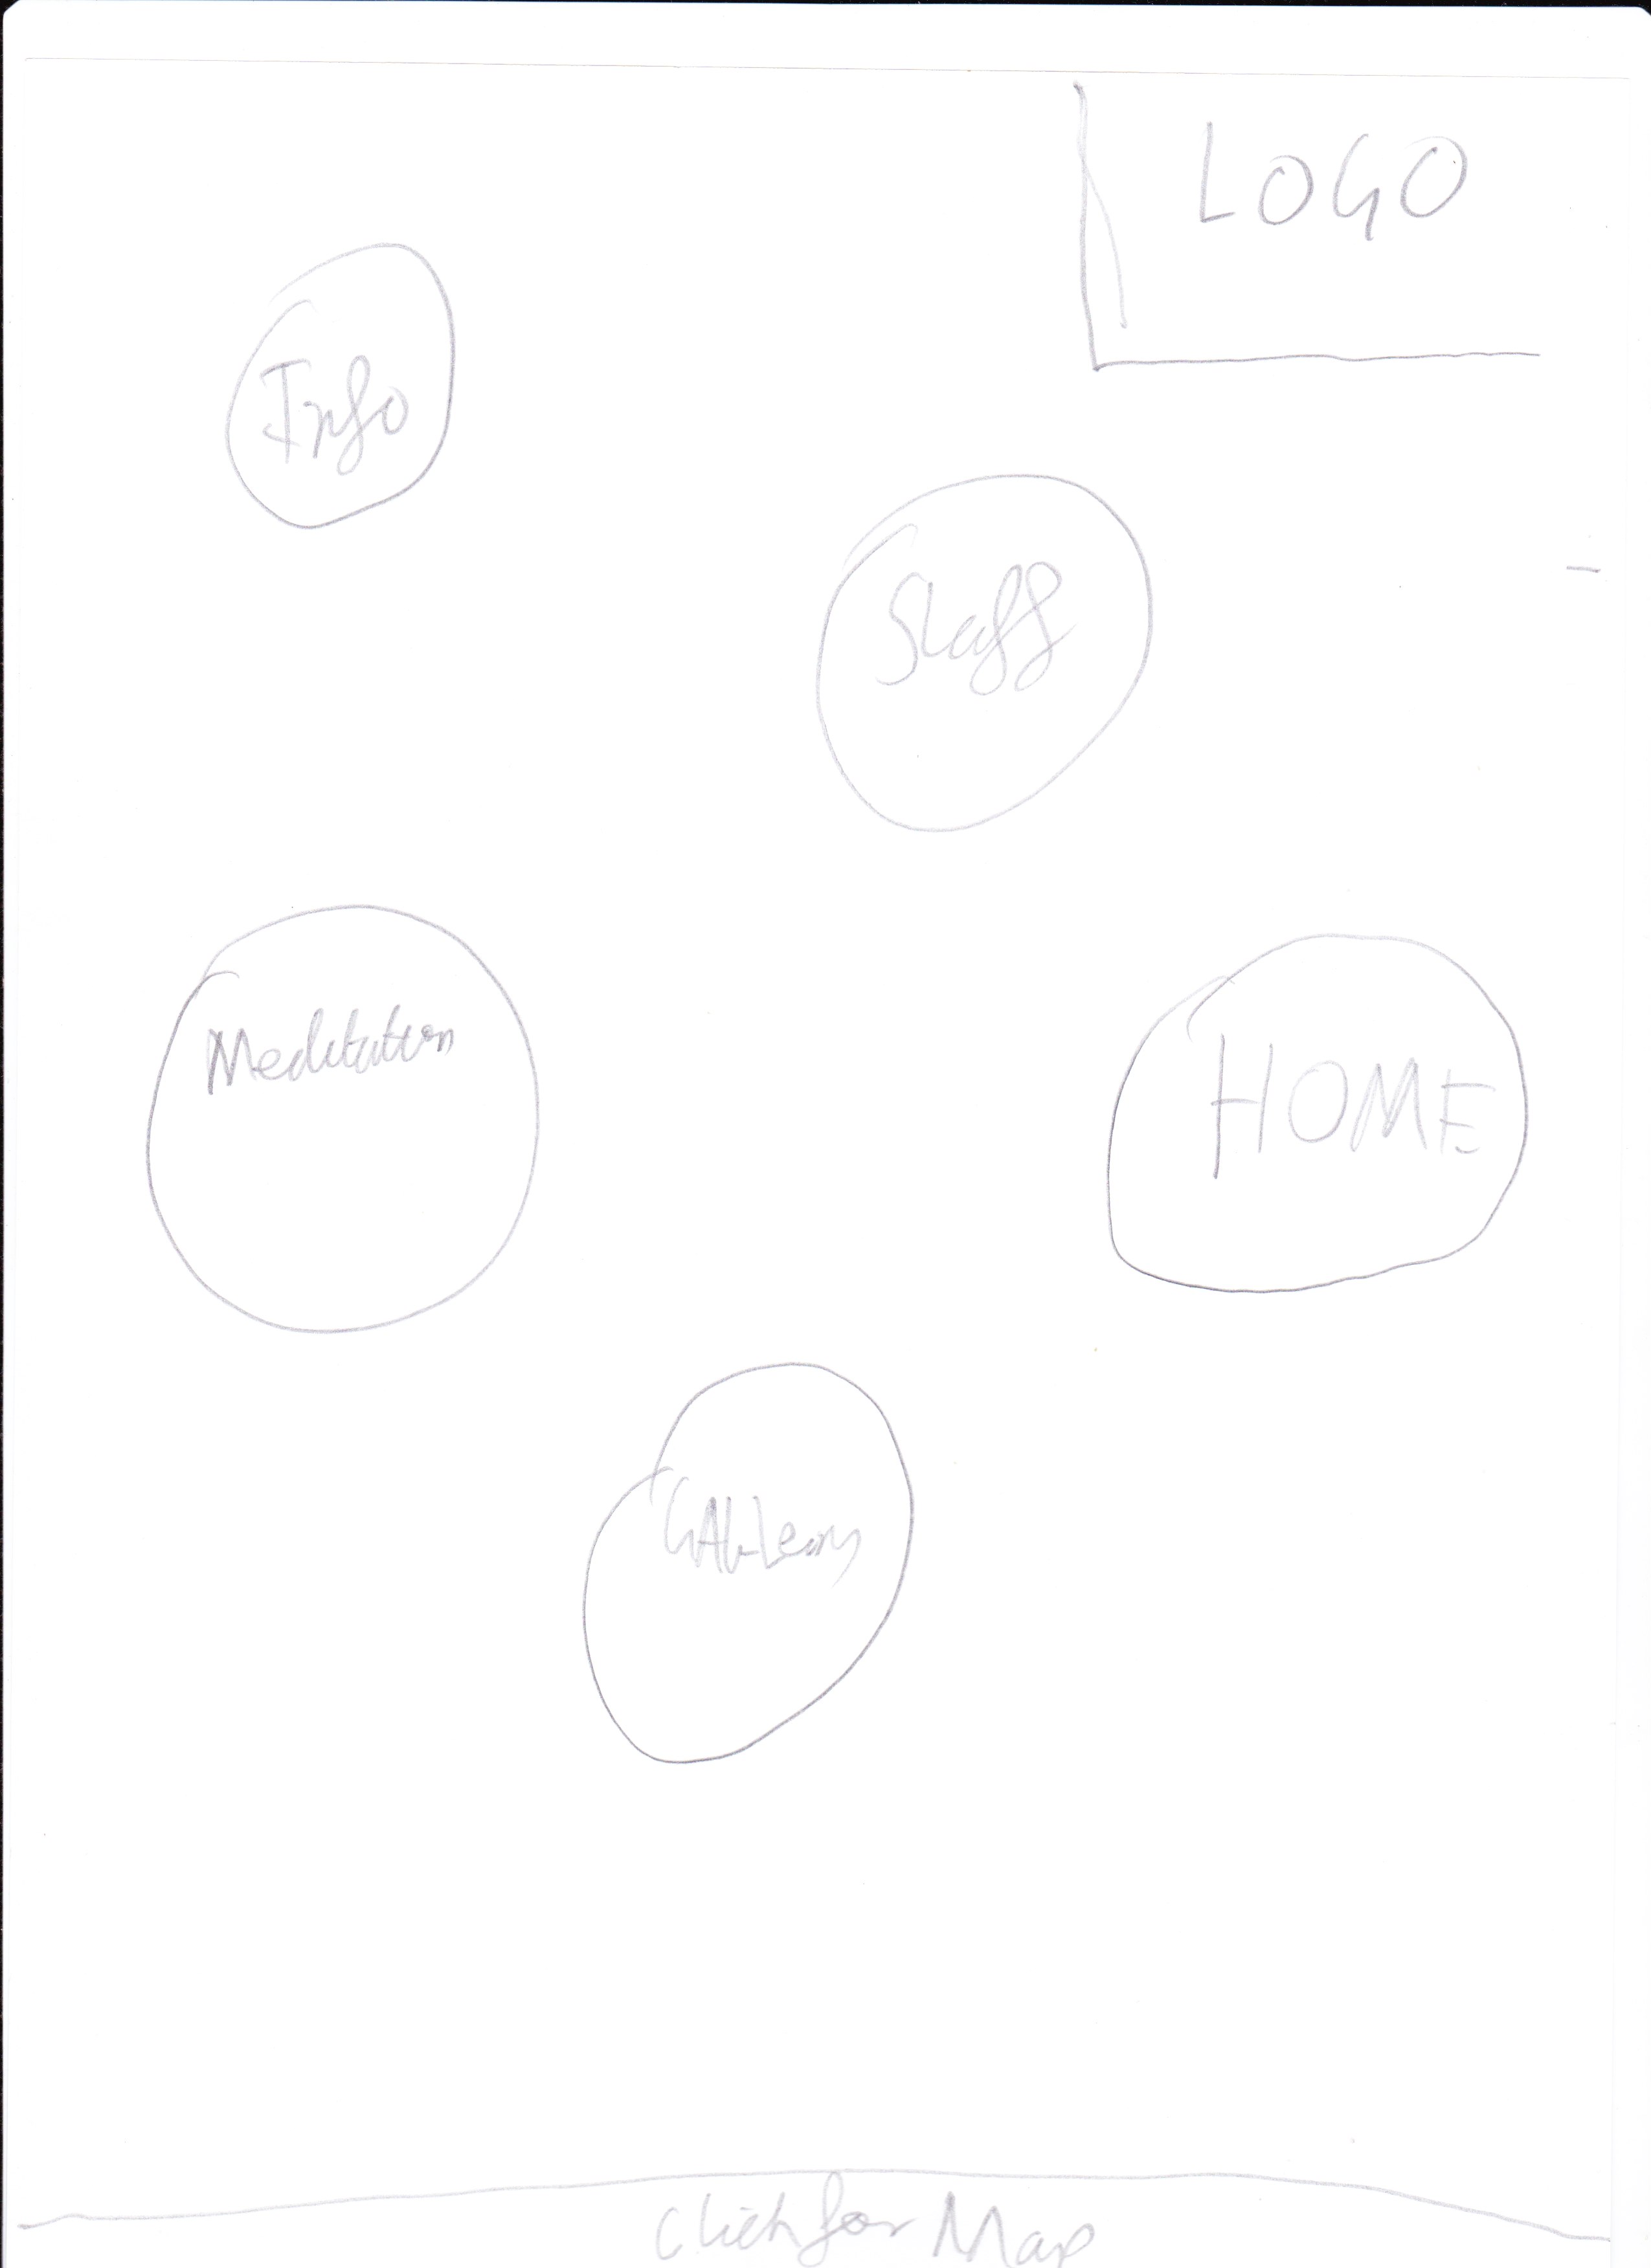 LOGO
Info
Staff
Meditation
HOME
GAllery
Click for Map